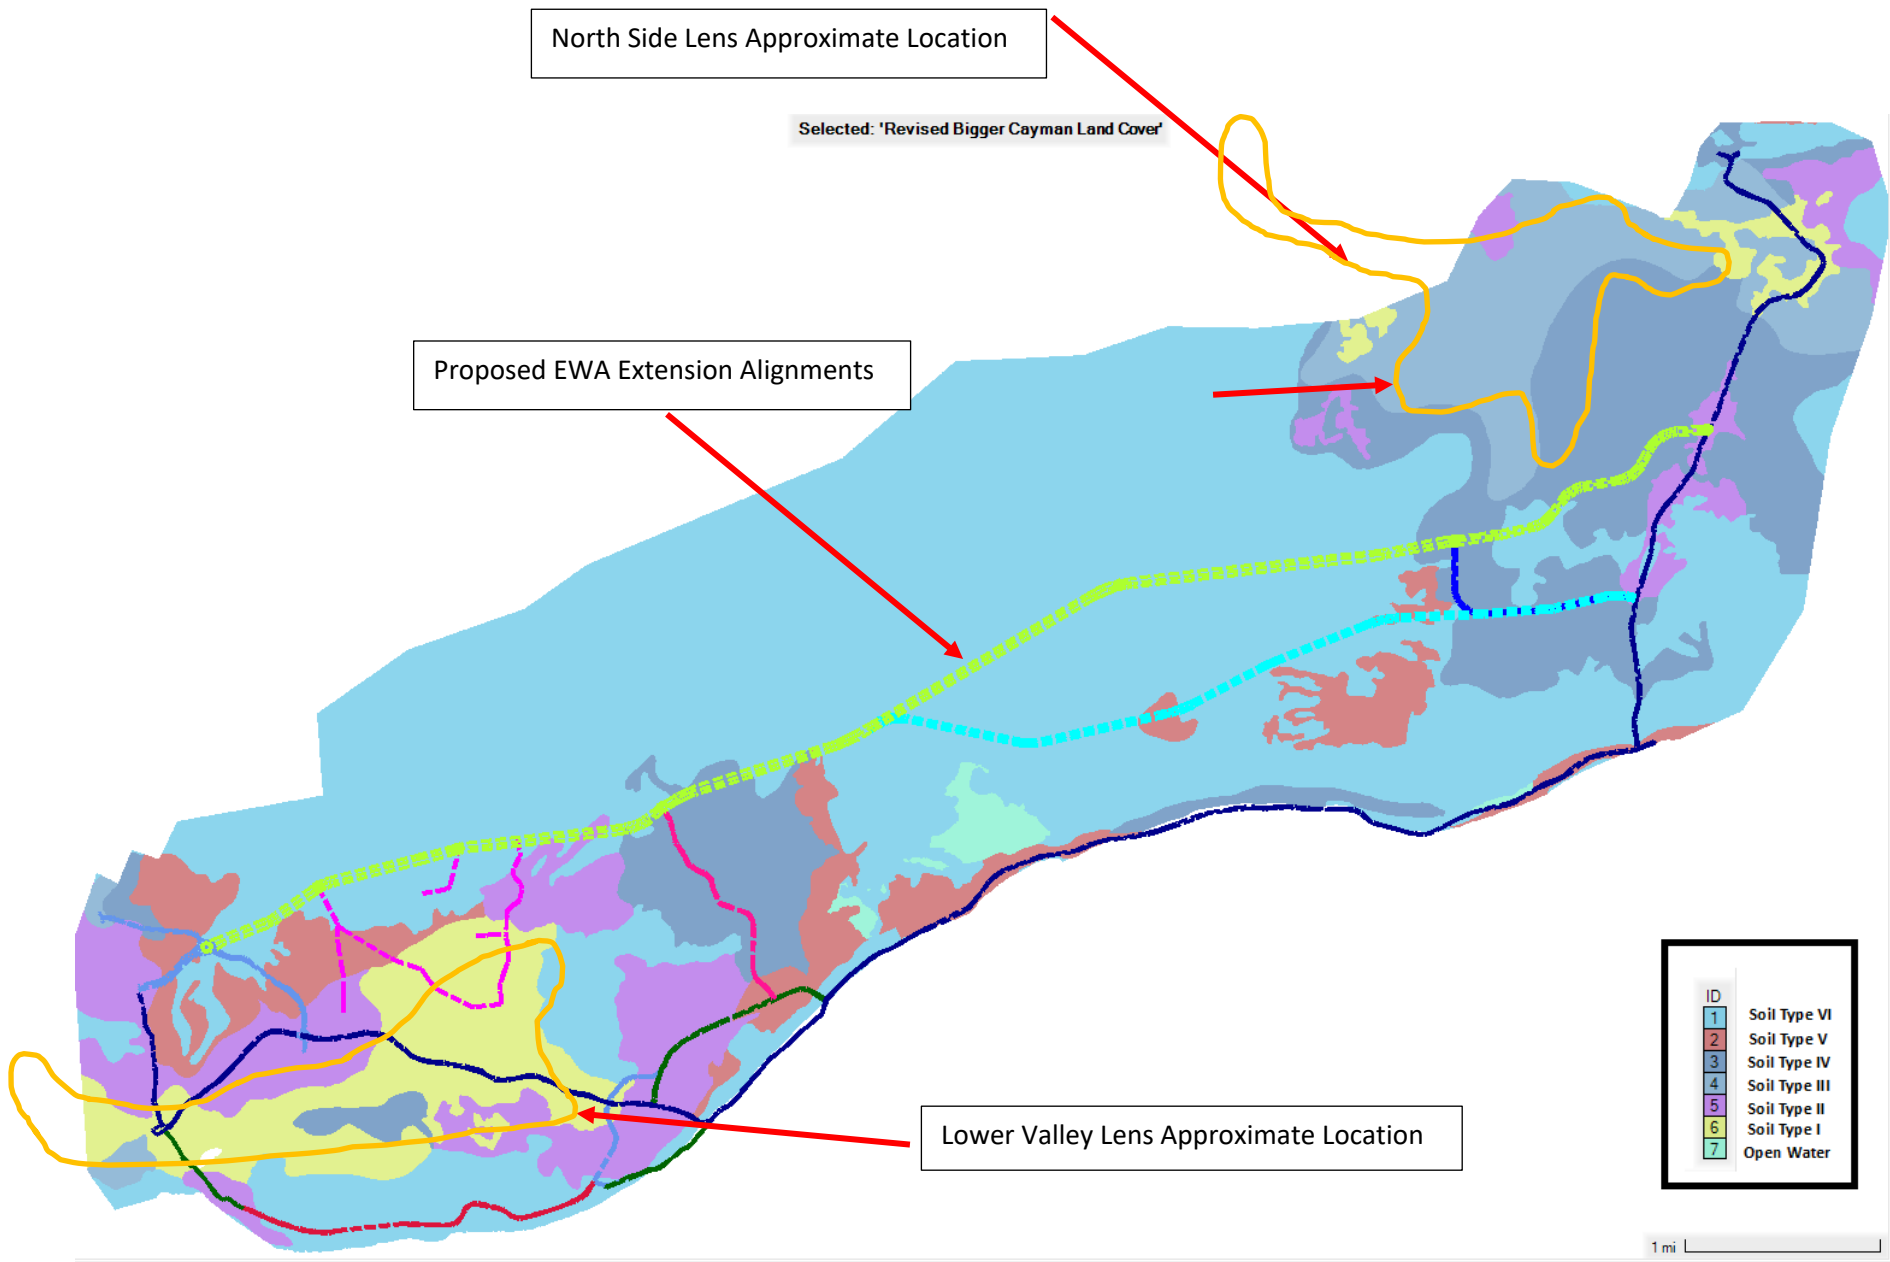 North Side Lens Approximate Location
Selected: 'Revised Bigger Cayman Land Cover'
Proposed EWA Extension Alignments
Lower Valley Lens Approximate Location
ID
1 Soil Type VI
2 Soil Type V
3 Soil Type IV
4 Soil Type III
5 Soil Type II
6 Soil Type I
7 Open Water
1 mi